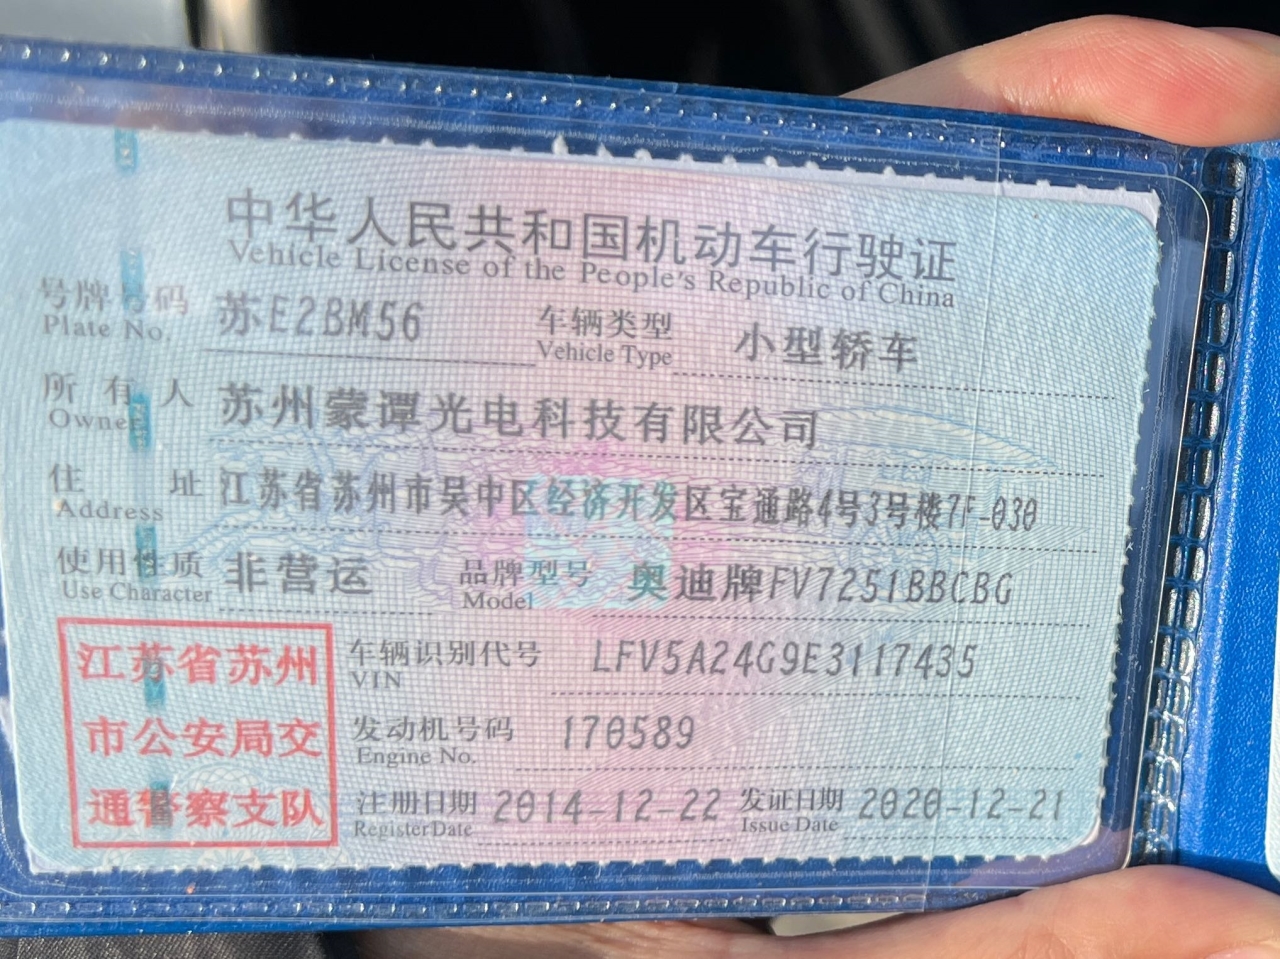 中华人民共和国机动车行驶证
Vehicle License of the People's Republic of China
号牌号码 苏E2BM56 车辆类型 小型轿车
Plate No. Vehicle Type
所有人 苏州蒙谭光电科技有限公司
Owner
住址 江苏省苏州市吴中区经济开发区宝通路4号3号楼7F-030
Address
使用性质 非营运 品牌型号 奥迪牌FV7251BBCBG
Use Character Model
江苏省苏州
市公安局交
通警察支队
车辆识别代号 LFV5A24G9E3117435
VIN
发动机号码 170589
Engine No.
注册日期 2014-12-22 发证日期 2020-12-21
Register Date Issue Date